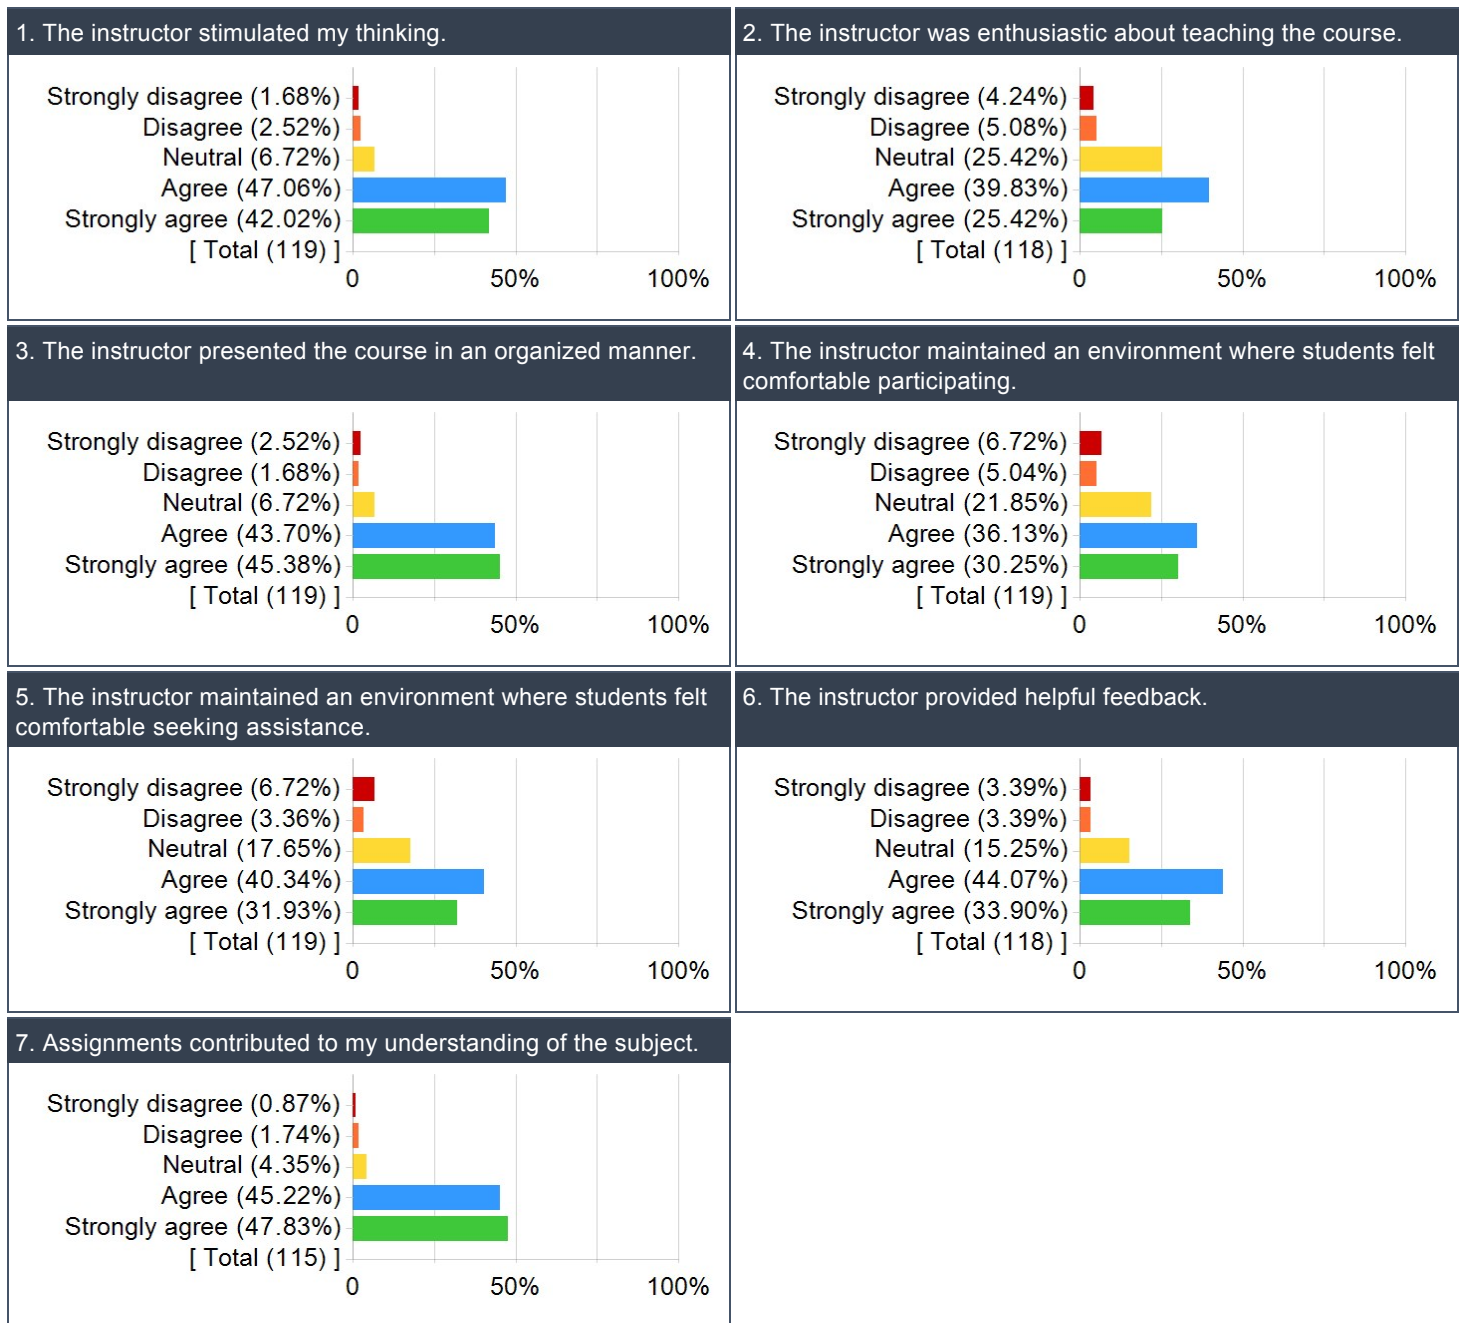 1. The instructor stimulated my thinking.
Strongly disagree (1.68%)
Disagree (2.52%)
Neutral (6.72%)
Agree (47.06%)
Strongly agree (42.02%)
[ Total (119) ]
0 50% 100%
2. The instructor was enthusiastic about teaching the course.
Strongly disagree (4.24%)
Disagree (5.08%)
Neutral (25.42%)
Agree (39.83%)
Strongly agree (25.42%)
[ Total (118) ]
0 50% 100%
3. The instructor presented the course in an organized manner.
Strongly disagree (2.52%)
Disagree (1.68%)
Neutral (6.72%)
Agree (43.70%)
Strongly agree (45.38%)
[ Total (119) ]
0 50% 100%
4. The instructor maintained an environment where students felt
comfortable participating.
Strongly disagree (6.72%)
Disagree (5.04%)
Neutral (21.85%)
Agree (36.13%)
Strongly agree (30.25%)
[ Total (119) ]
0 50% 100%
5. The instructor maintained an environment where students felt
comfortable seeking assistance.
Strongly disagree (6.72%)
Disagree (3.36%)
Neutral (17.65%)
Agree (40.34%)
Strongly agree (31.93%)
[ Total (119) ]
0 50% 100%
6. The instructor provided helpful feedback.
Strongly disagree (3.39%)
Disagree (3.39%)
Neutral (15.25%)
Agree (44.07%)
Strongly agree (33.90%)
[ Total (118) ]
0 50% 100%
7. Assignments contributed to my understanding of the subject.
Strongly disagree (0.87%)
Disagree (1.74%)
Neutral (4.35%)
Agree (45.22%)
Strongly agree (47.83%)
[ Total (115) ]
0 50% 100%